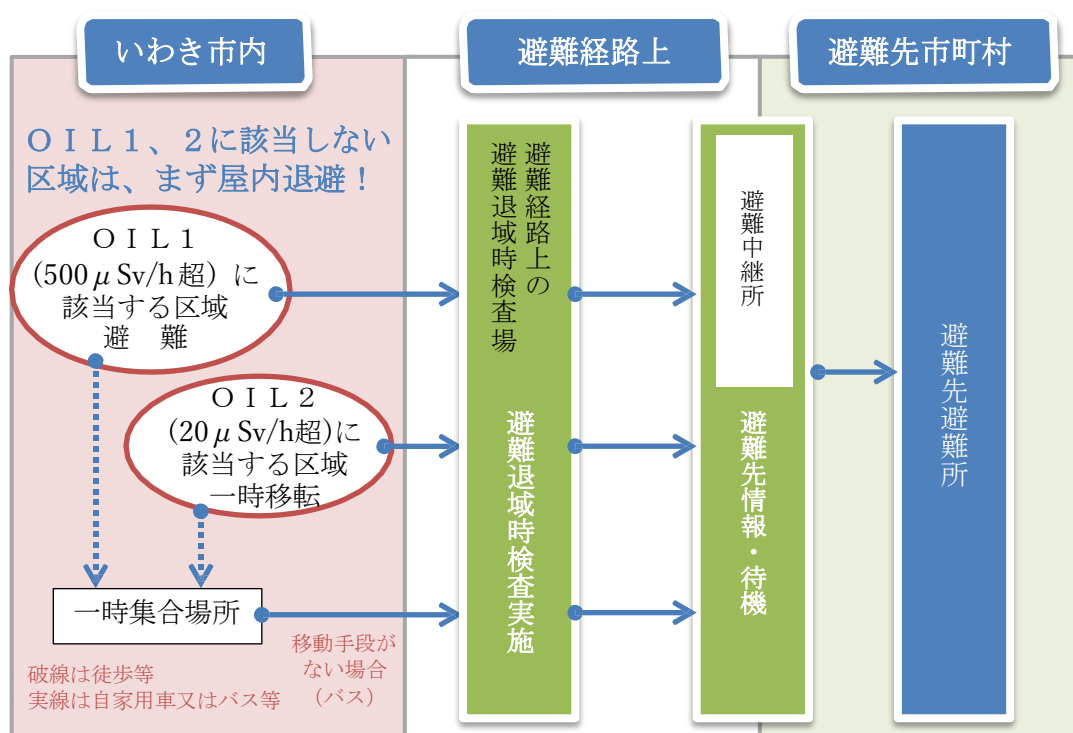 いわき市内
避難経路上
避難先市町村
ＯＩＬ１、２に該当しない
区域は、まず屋内退避！
ＯＩＬ１
(500μSv/h超）に
該当する区域
避　難
ＯＩＬ２
(20μSv/h超)に
該当する区域
一時移転
一時集合場所
破線は徒歩等
実線は自家用車又はバス等
移動手段が
ない場合
（バス）
避難経路上の
避難退域時検査場
避難退域時検査実施
避難中継所
避難先情報・待機
避難先避難所